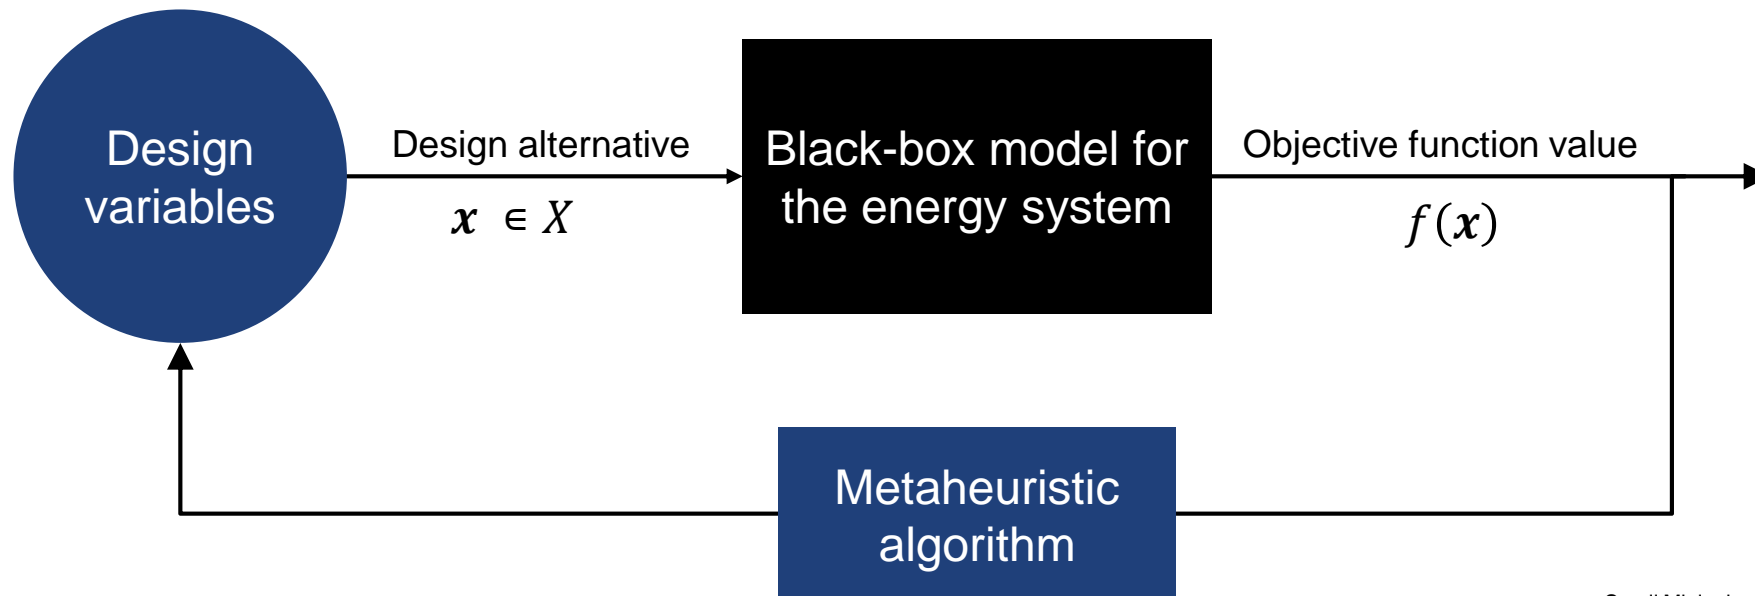 Design
variables
Design alternative
𝒙 ∈ 𝑋
Black-box model for
the energy system
Objective function value
𝑓(𝒙)
Metaheuristic
algorithm